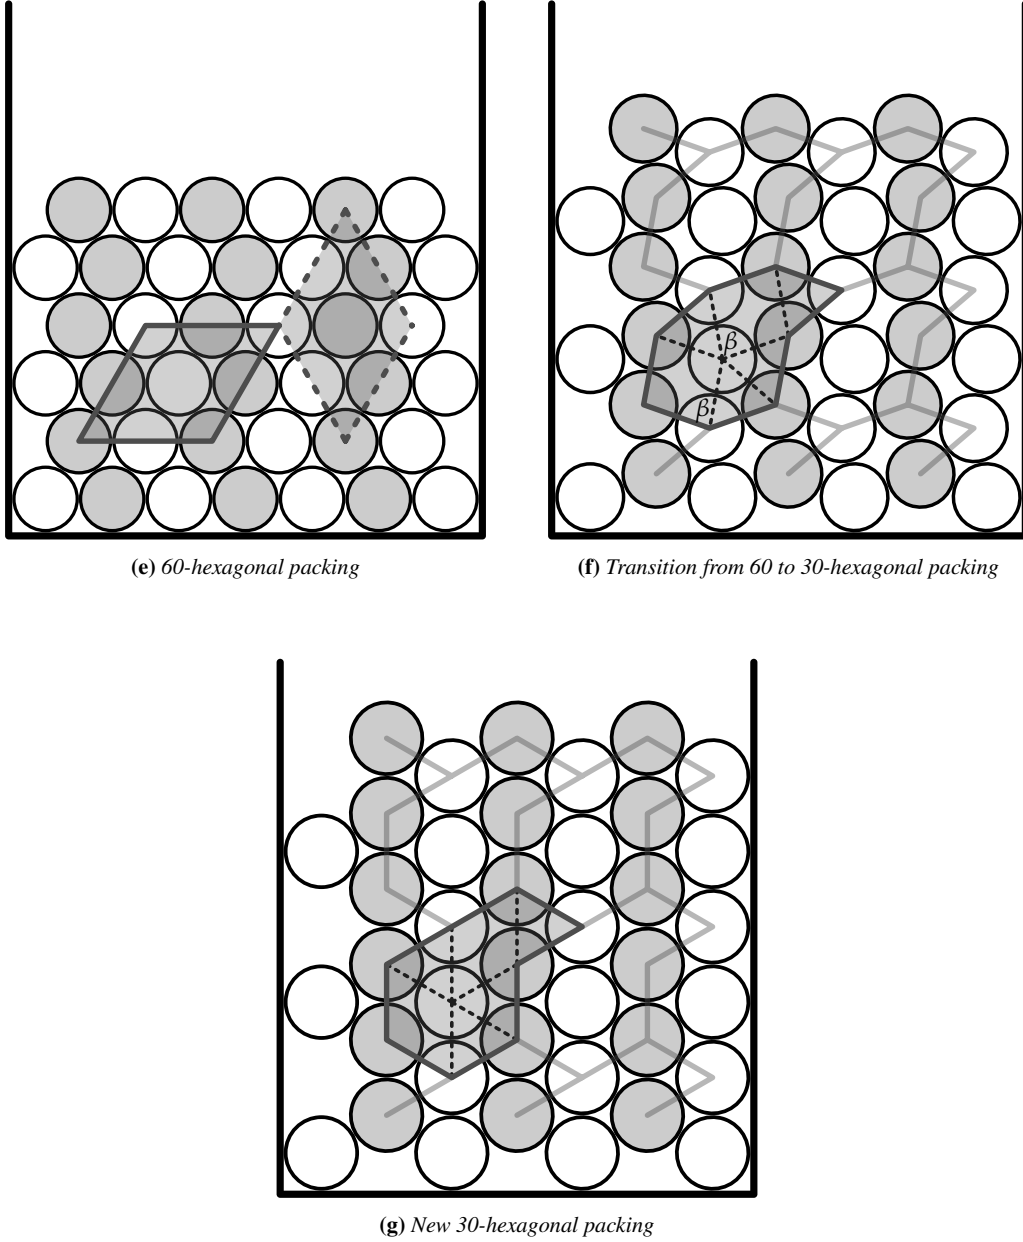 β
β
(e) 60-hexagonal packing
(f) Transition from 60 to 30-hexagonal packing
(g) New 30-hexagonal packing